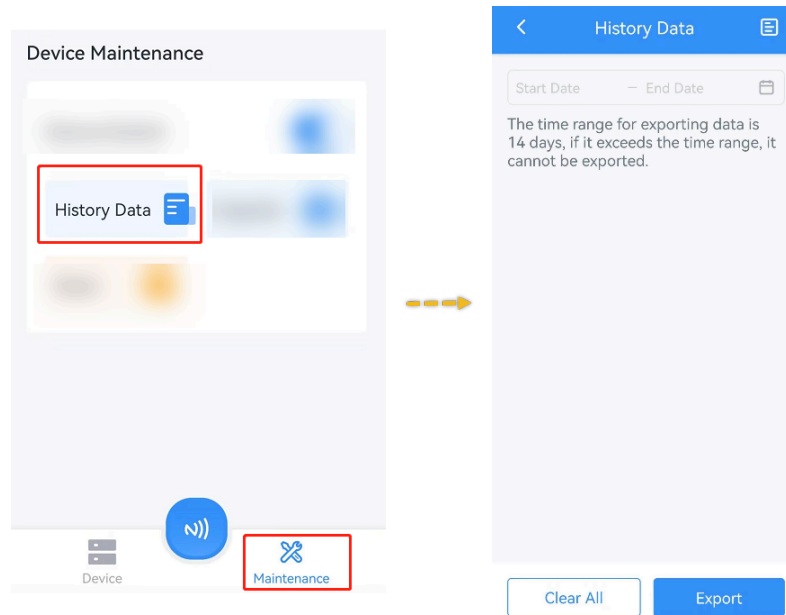 Device Maintenance
History Data
Device
Maintenance
History Data
Start Date – End Date
The time range for exporting data is
14 days, if it exceeds the time range, it
cannot be exported.
Clear All
Export